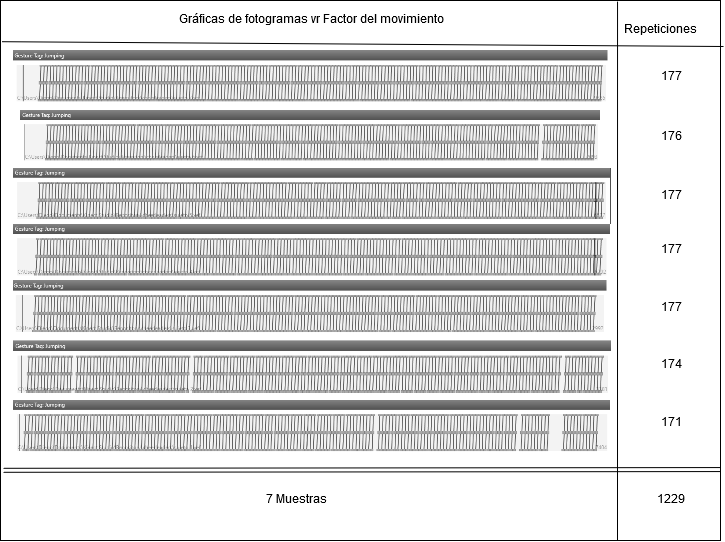 Gráficas de fotogramas vr Factor del movimiento
Repeticiones
Gesture Tag: Jumping
177
Gesture Tag: Jumping
176
Gesture Tag: Jumping
177
Gesture Tag: Jumping
177
Gesture Tag: Jumping
177
Gesture Tag: Jumping
174
Gesture Tag: Jumping
171
7 Muestras
1229